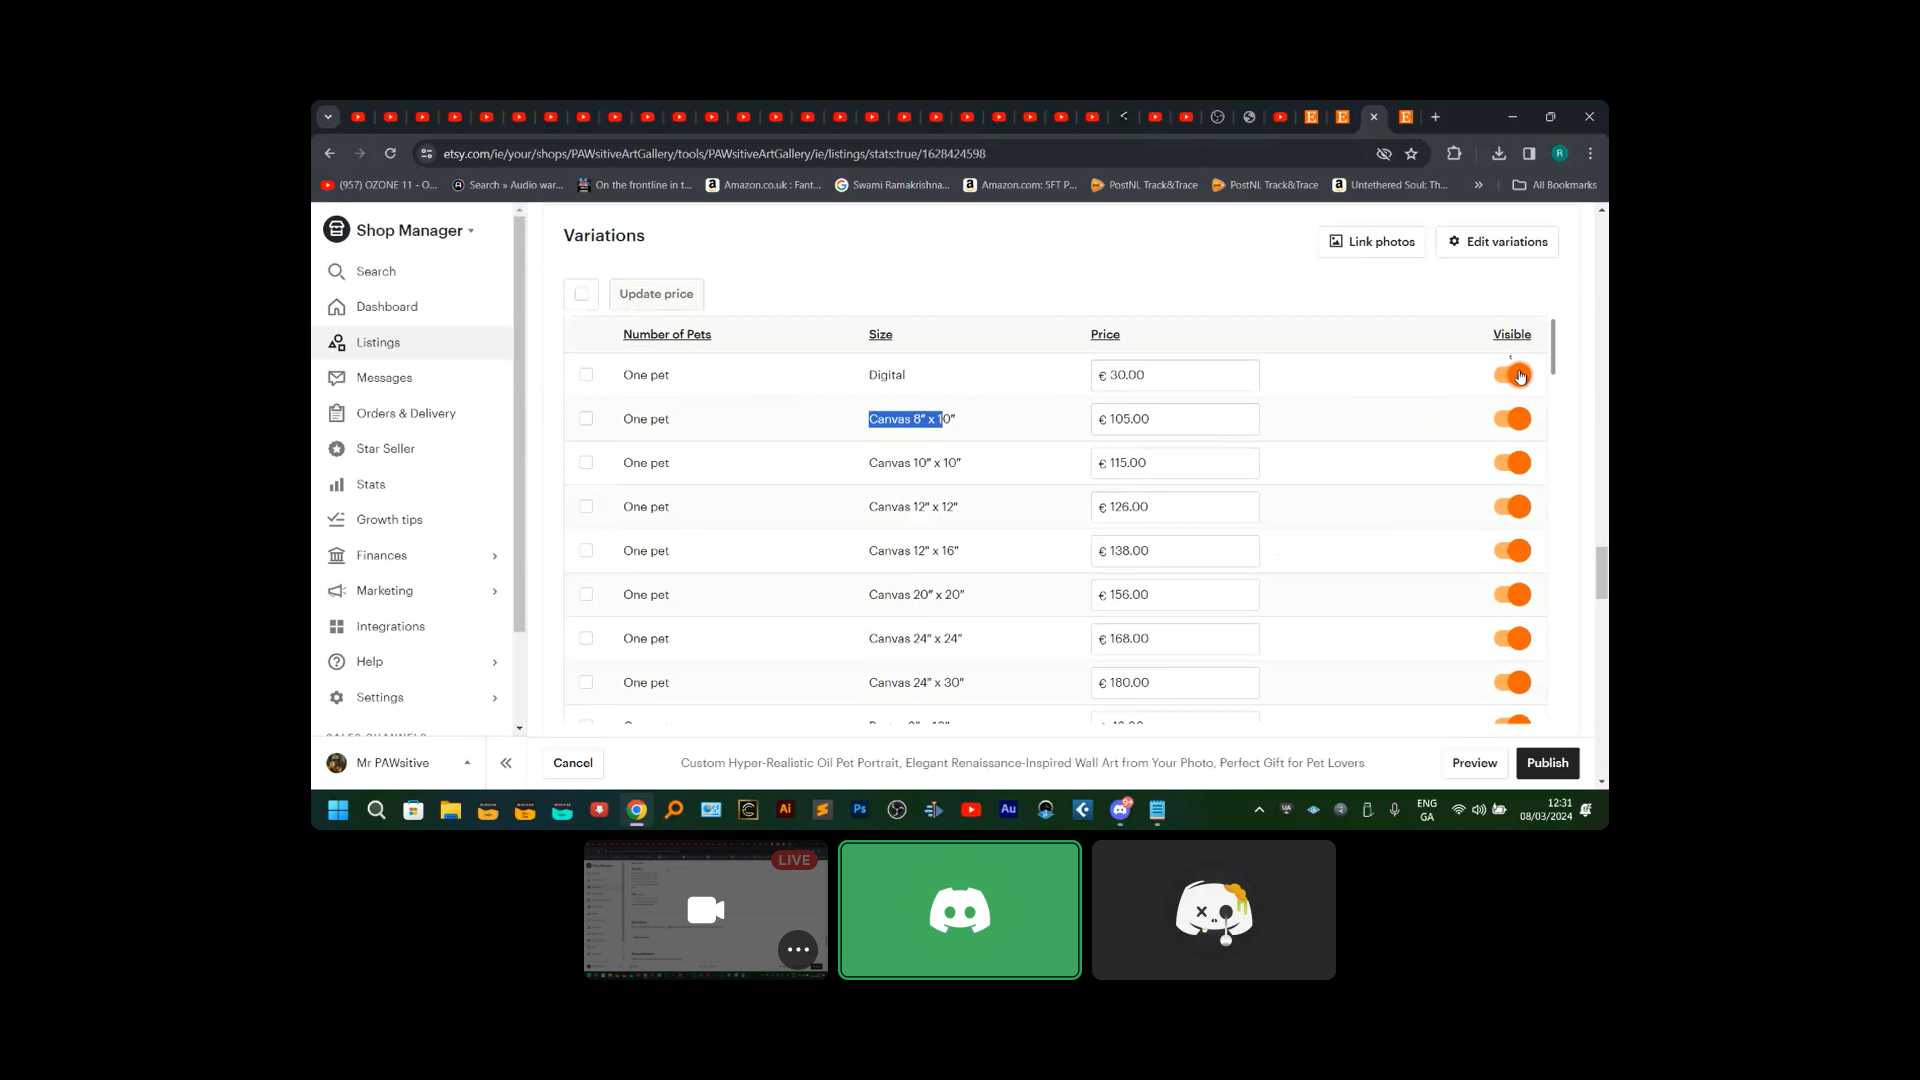 etsy.com/ie/your/shops/PAWsitiveArtGallery/tools/PAWsitiveArtGallery/ie/listings/stats:true/1628424598
(957) OZONE 11 - O...
Search » Audio war...
On the frontline in t...
Amazon.co.uk : Fant...
Swami Ramakrishna...
Amazon.com: 5FT P...
PostNL Track&Trace
PostNL Track&Trace
Untethered Soul: Th...
All Bookmarks
Shop Manager
Search
Dashboard
Listings
Messages
Orders & Delivery
Star Seller
Stats
Growth tips
Finances
Marketing
Integrations
Help
Settings
Mr PAWsitive
Variations
Link photos
Edit variations
Update price
Number of Pets Size Price Visible
One pet Digital € 30.00
One pet Canvas 8" x 10" € 105.00
One pet Canvas 10" x 10" € 115.00
One pet Canvas 12" x 12" € 126.00
One pet Canvas 12" x 16" € 138.00
One pet Canvas 20" x 20" € 156.00
One pet Canvas 24" x 24" € 168.00
One pet Canvas 24" x 30" € 180.00
Cancel
Custom Hyper-Realistic Oil Pet Portrait, Elegant Renaissance-Inspired Wall Art from Your Photo, Perfect Gift for Pet Lovers
Preview
Publish
Ai
Ps
Au
ENG
GA
12:31
08/03/2024
LIVE